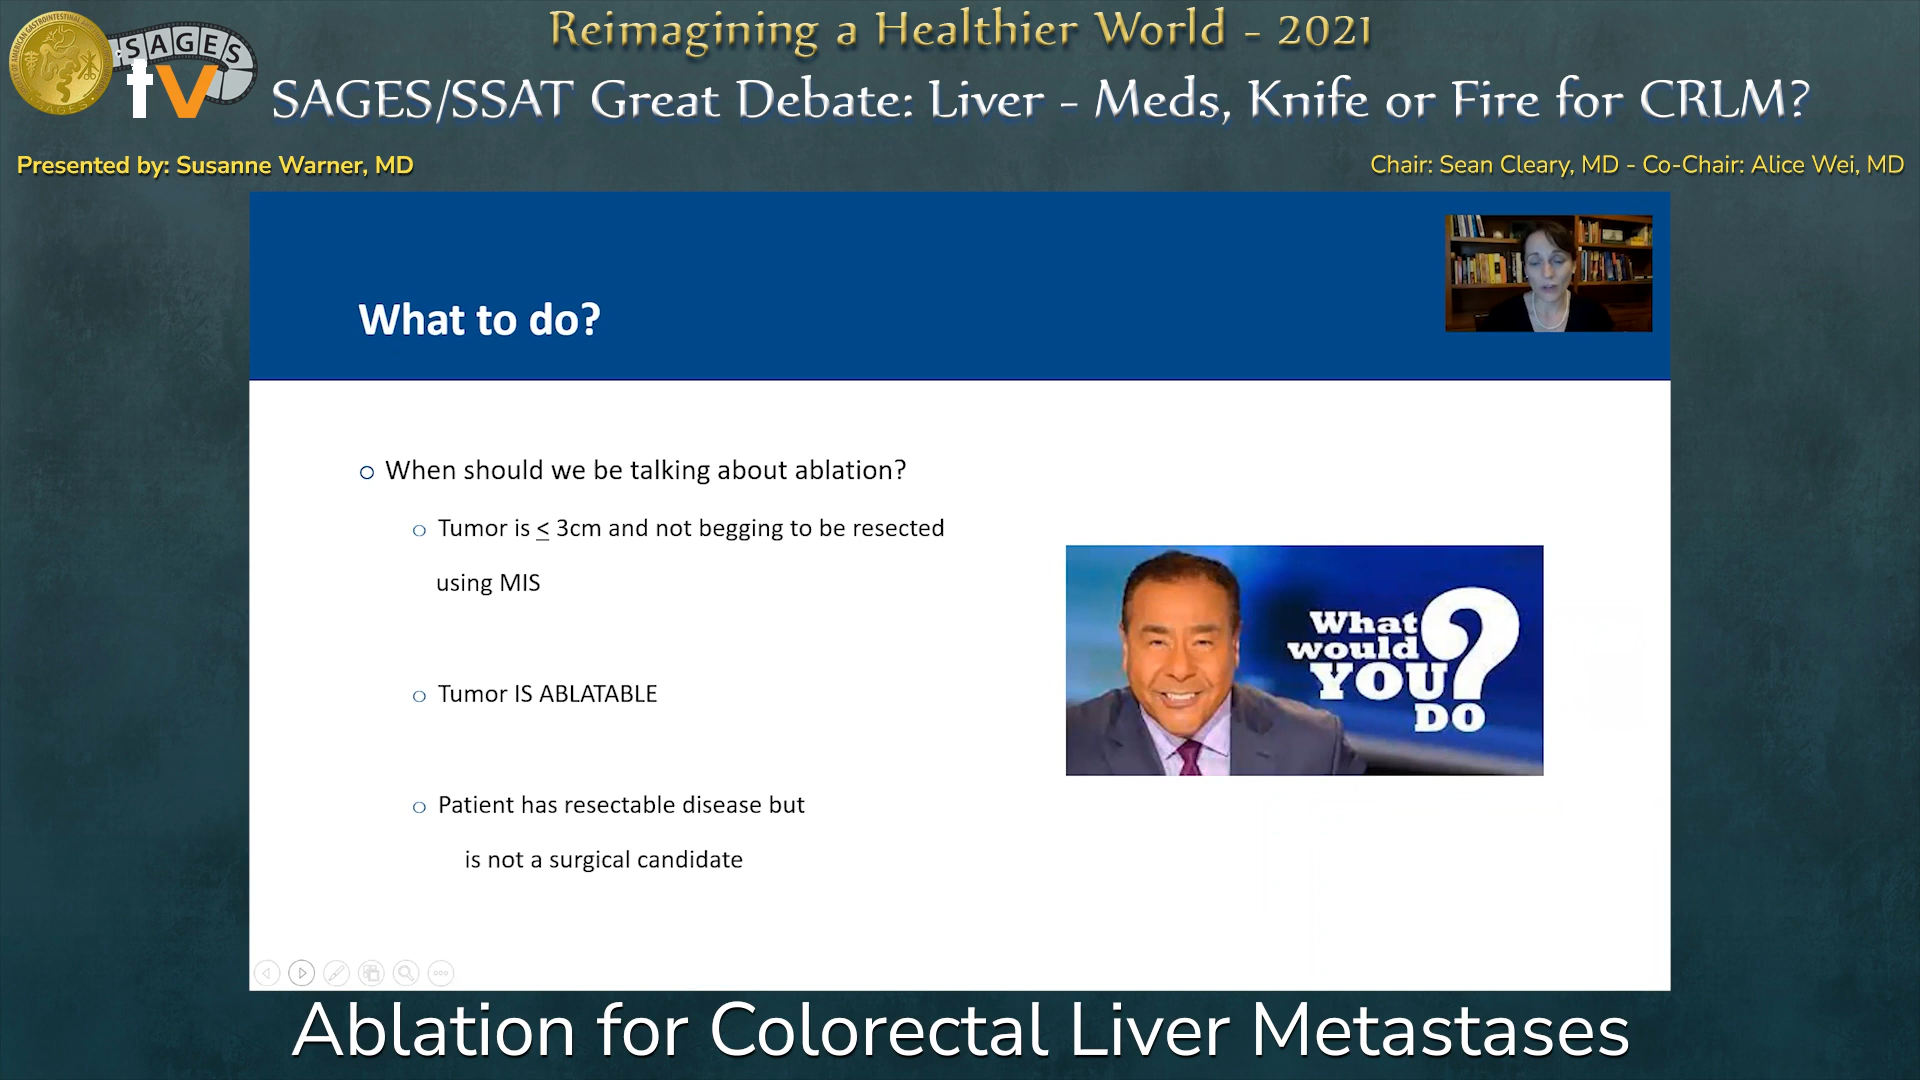 Reimagining a Healthier World - 2021
SAGES
tv
SAGES/SSAT Great Debate: Liver - Meds, Knife or Fire for CRLM?
Presented by: Susanne Warner, MD
Chair: Sean Cleary, MD - Co-Chair: Alice Wei, MD
What to do?
o When should we be talking about ablation?
o Tumor is ≤ 3cm and not begging to be resected
using MIS
o Tumor IS ABLATABLE
o Patient has resectable disease but
is not a surgical candidate
What
would
YOU
DO
?
Ablation for Colorectal Liver Metastases